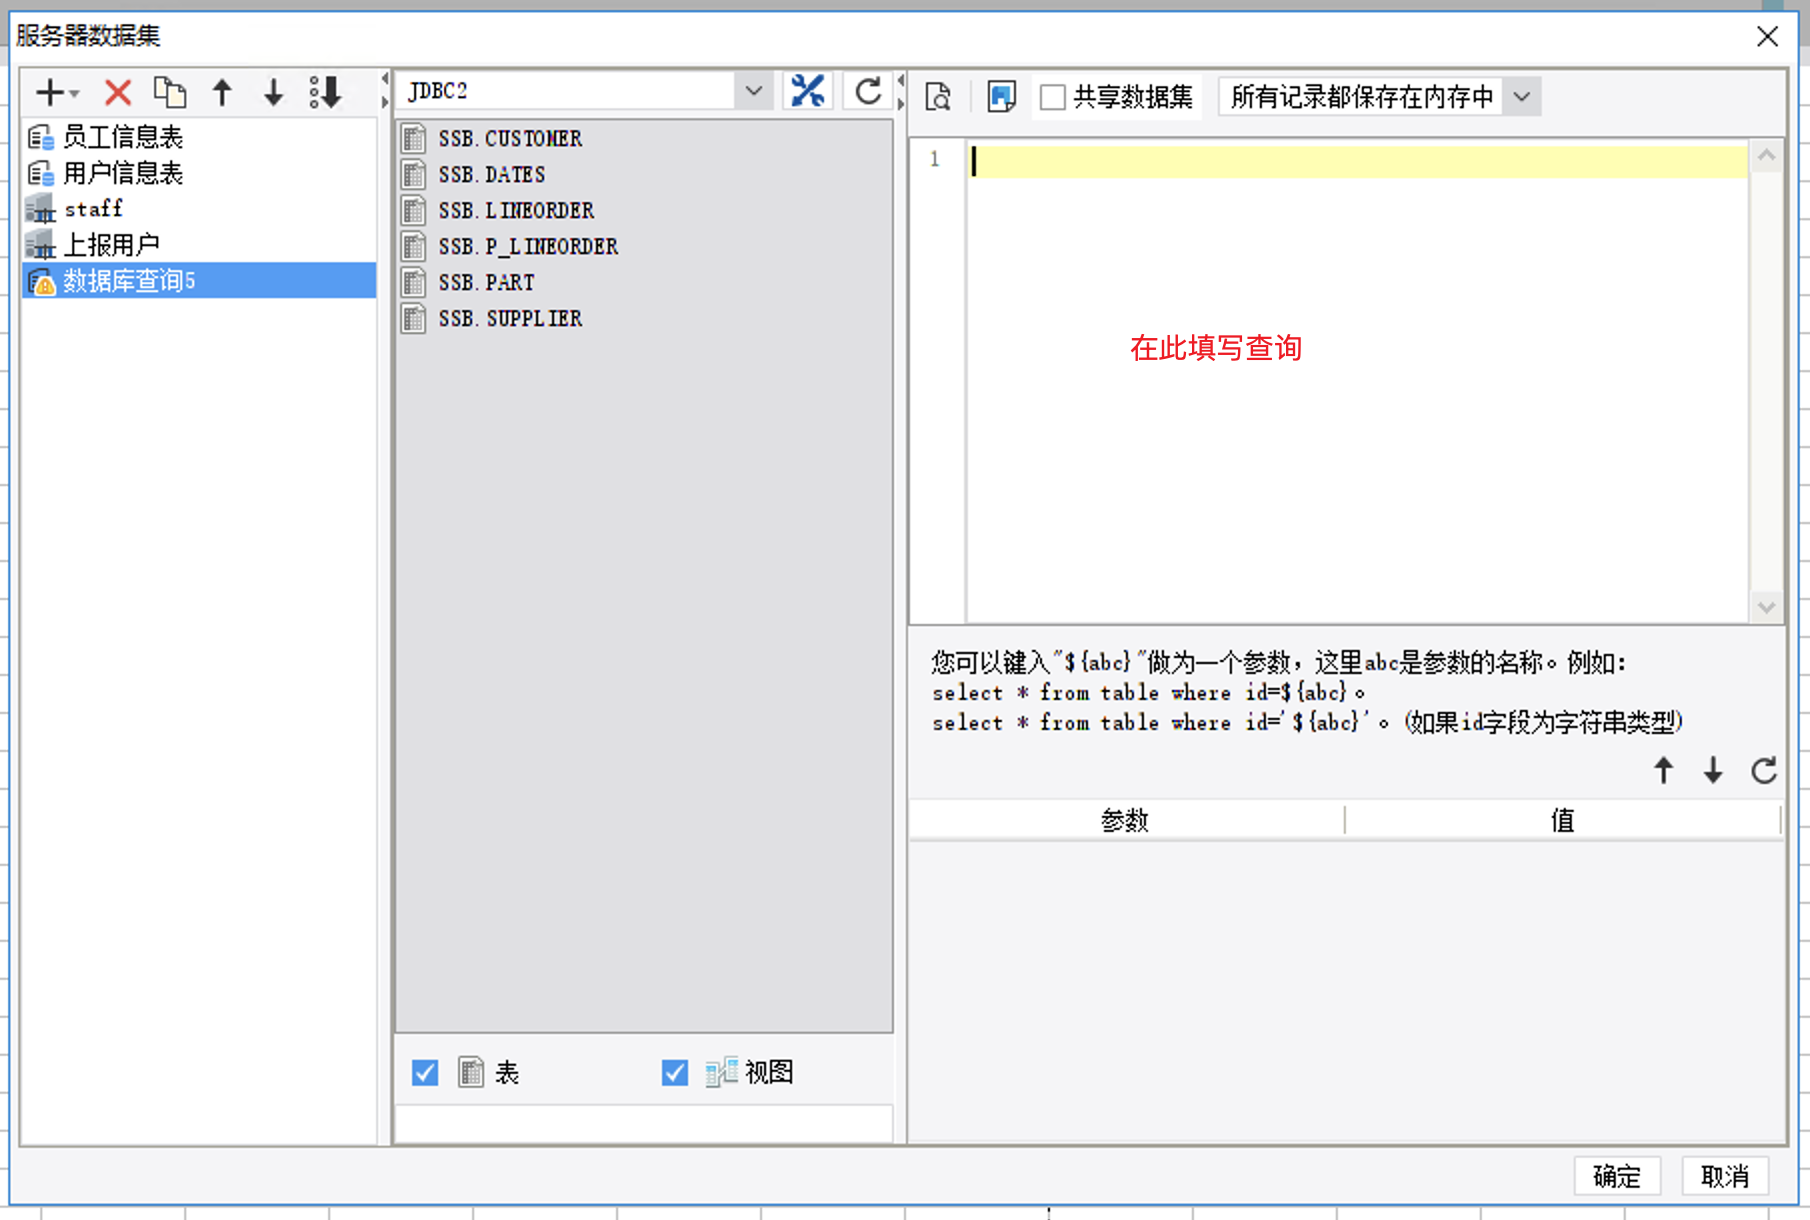 服务器数据集
JDBC2
共享数据集
所有记录都保存在内存中
员工信息表
用户信息表
staff
上报用户
数据库查询5
SSB.CUSTOMER
SSB.DATES
SSB.LINEORDER
SSB.P_LINEORDER
SSB.PART
SSB.SUPPLIER
1
在此填写查询
您可以键入"${abc}"做为一个参数，这里abc是参数的名称。例如：
select * from table where id=${abc}。
select * from table where id='${abc}'。(如果id字段为字符串类型)
参数
值
表
视图
确定
取消